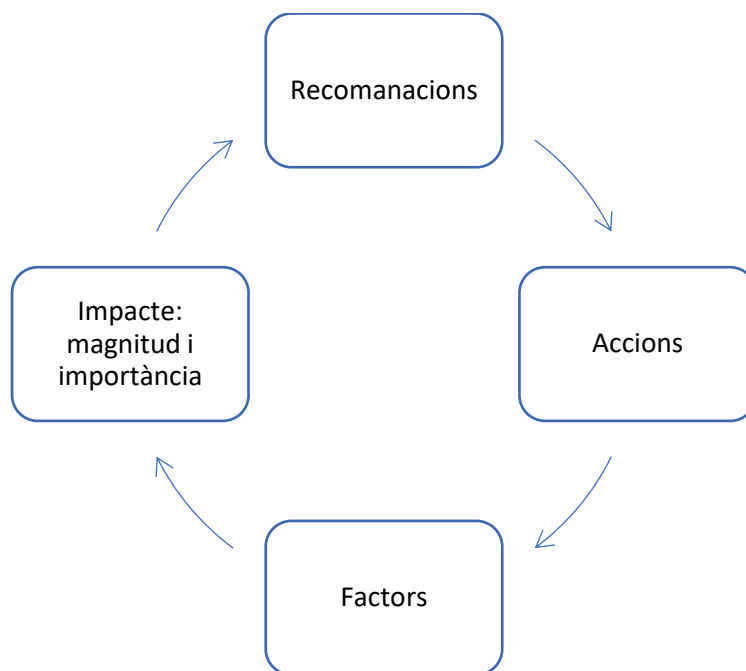 Recomanacions
Accions
Factors
Impacte:
magnitud i
importància